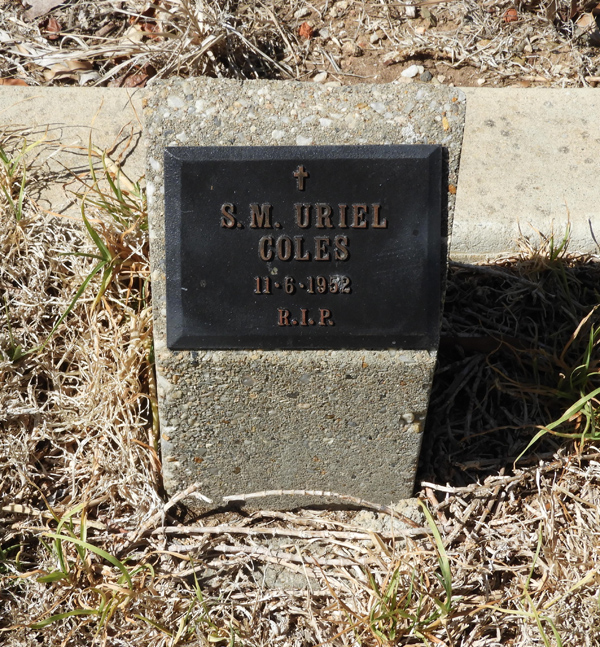 S.M. URIEL
COLES
11·6·1952
R.I.P.